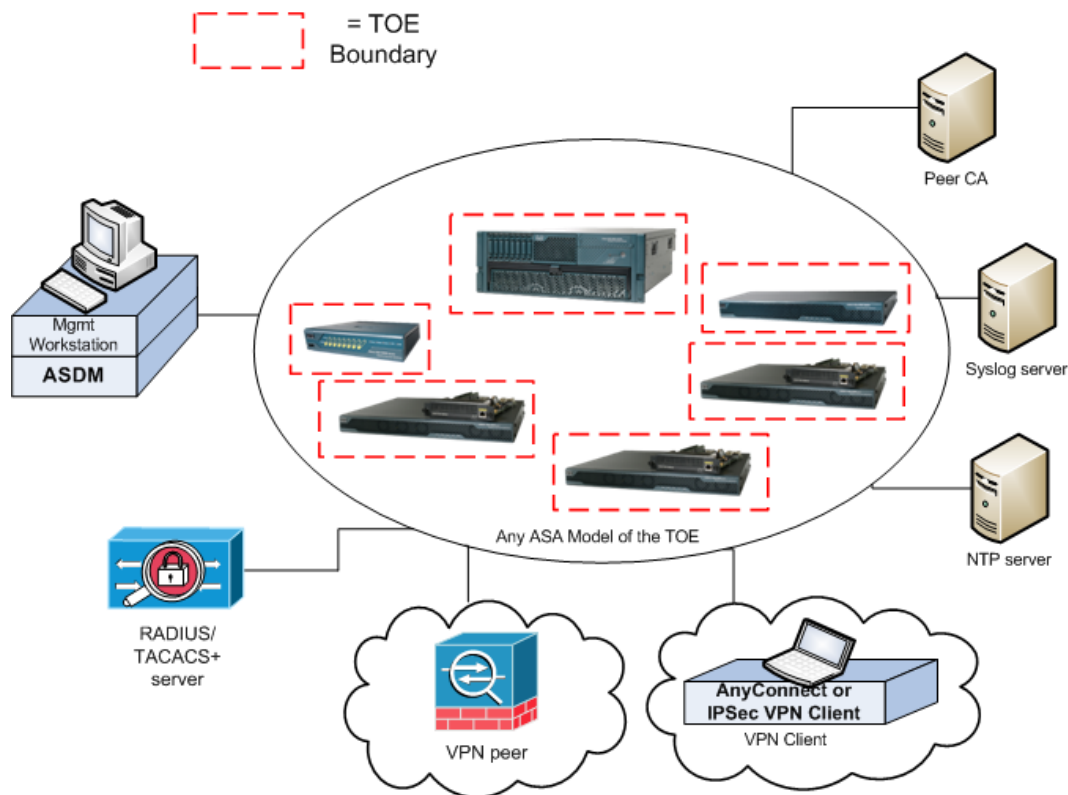 = TOE
Boundary
Peer CA
Mgmt
Workstation
ASDM
Syslog server
Any ASA Model of the TOE
NTP server
RADIUS/
TACACS+
server
VPN peer
AnyConnect or
IPSec VPN Client
VPN Client